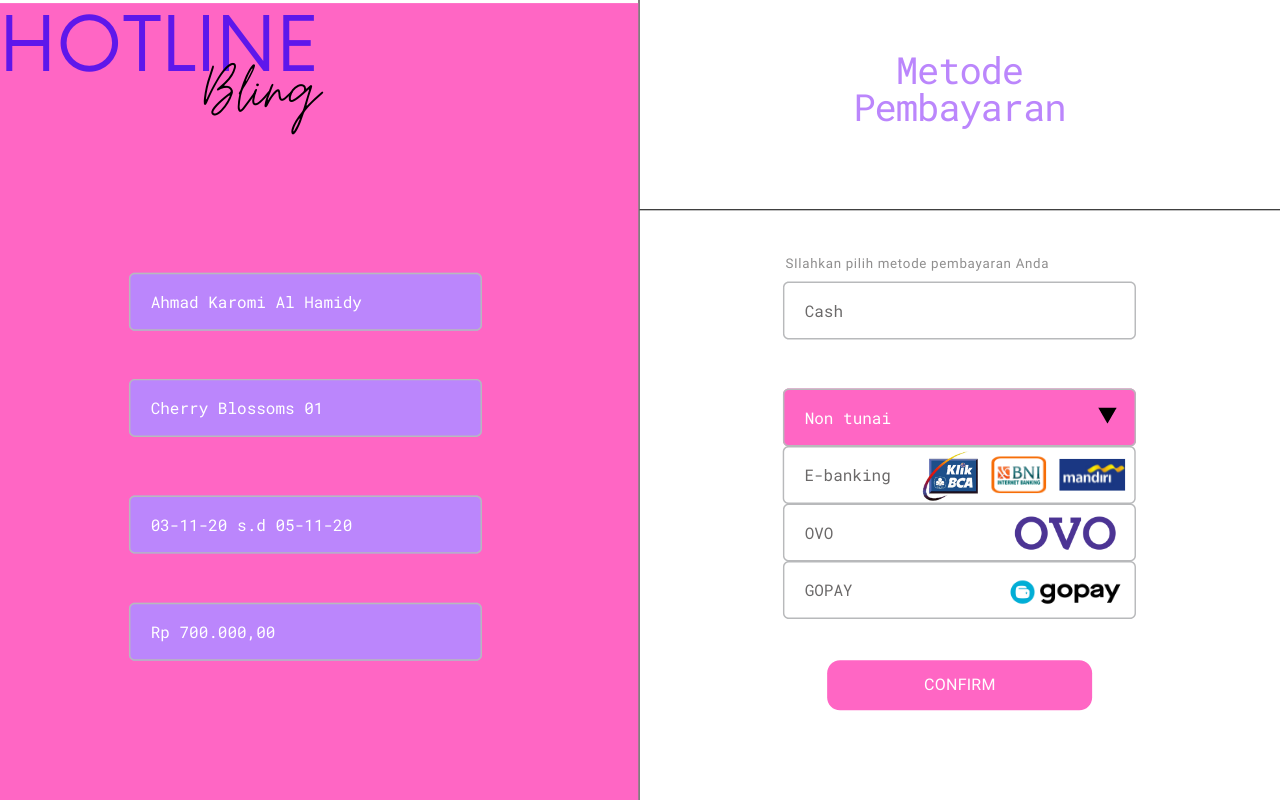 HOTLINE
Bling
Ahmad Karomi Al Hamidy
Cherry Blossoms 01
03-11-20 s.d 05-11-20
Rp 700.000,00
Metode
Pembayaran
SIlahkan pilih metode pembayaran Anda
Cash
Non tunai
E-banking
Klik
BCA
BNI
INTERNET BANKING
mandiri
OVO
OVO
GOPAY
gopay
CONFIRM